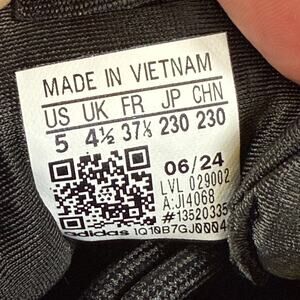 MADE IN VIETNAM
US UK FR JP CHN
5 4½ 37⅓ 230 230
06/24
LVL 029002
A:JI4068
#13520335
adidas 1Q10B7GJ0004